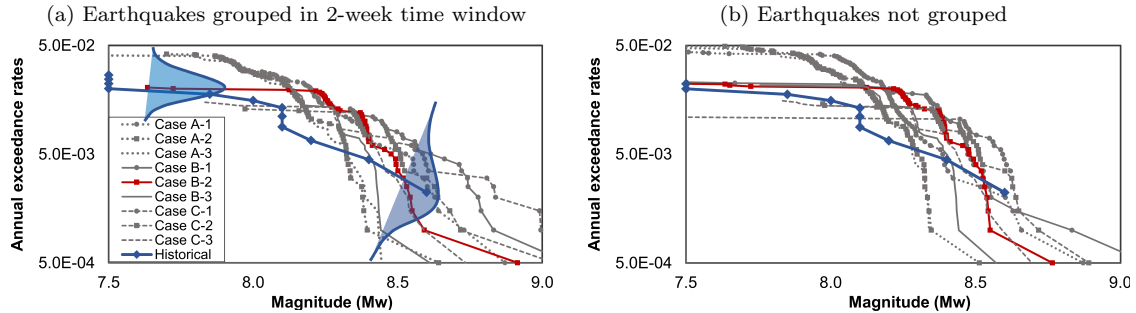 (a) Earthquakes grouped in 2-week time window
5.0E-02
5.0E-03
5.0E-04
Annual exceedance rates
Case A-1
Case A-2
Case A-3
Case B-1
Case B-2
Case B-3
Case C-1
Case C-2
Case C-3
Historical
7.5
8.0
8.5
9.0
Magnitude (Mw)
(b) Earthquakes not grouped
5.0E-02
5.0E-03
5.0E-04
Annual exceedance rates
7.5
8.0
8.5
9.0
Magnitude (Mw)